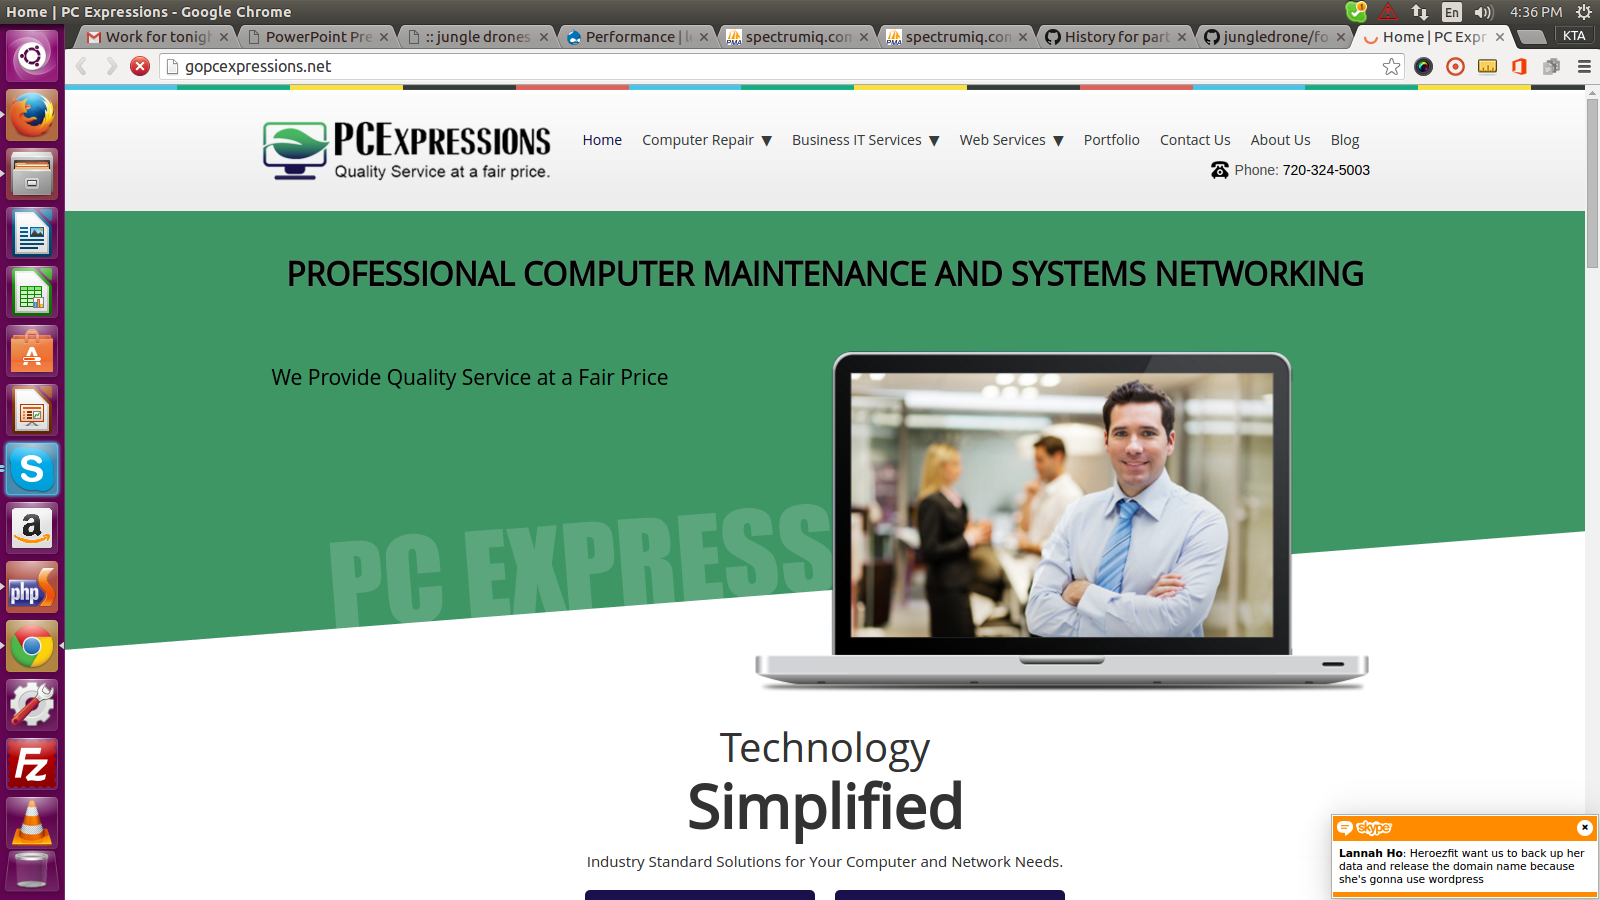 Home | PC Expressions - Google Chrome
En
4:36 PM
Work for tonigh
PowerPoint Pre
:: jungle drones
Performance | l
spectrumiq.con
spectrumiq.con
History for part
jungledrone/fo
Home | PC Expr
KTA
gopcexpressions.net
PCExpressions
Quality Service at a fair price.
Home
Computer Repair ▼
Business IT Services ▼
Web Services ▼
Portfolio
Contact Us
About Us
Blog
Phone: 720-324-5003
PROFESSIONAL COMPUTER MAINTENANCE AND SYSTEMS NETWORKING
We Provide Quality Service at a Fair Price
PC EXPRESS
Technology
Simplified
Industry Standard Solutions for Your Computer and Network Needs.
skype
Lannah Ho: Heroezfit want us to back up her
data and release the domain name because
she's gonna use wordpress
php
Fz